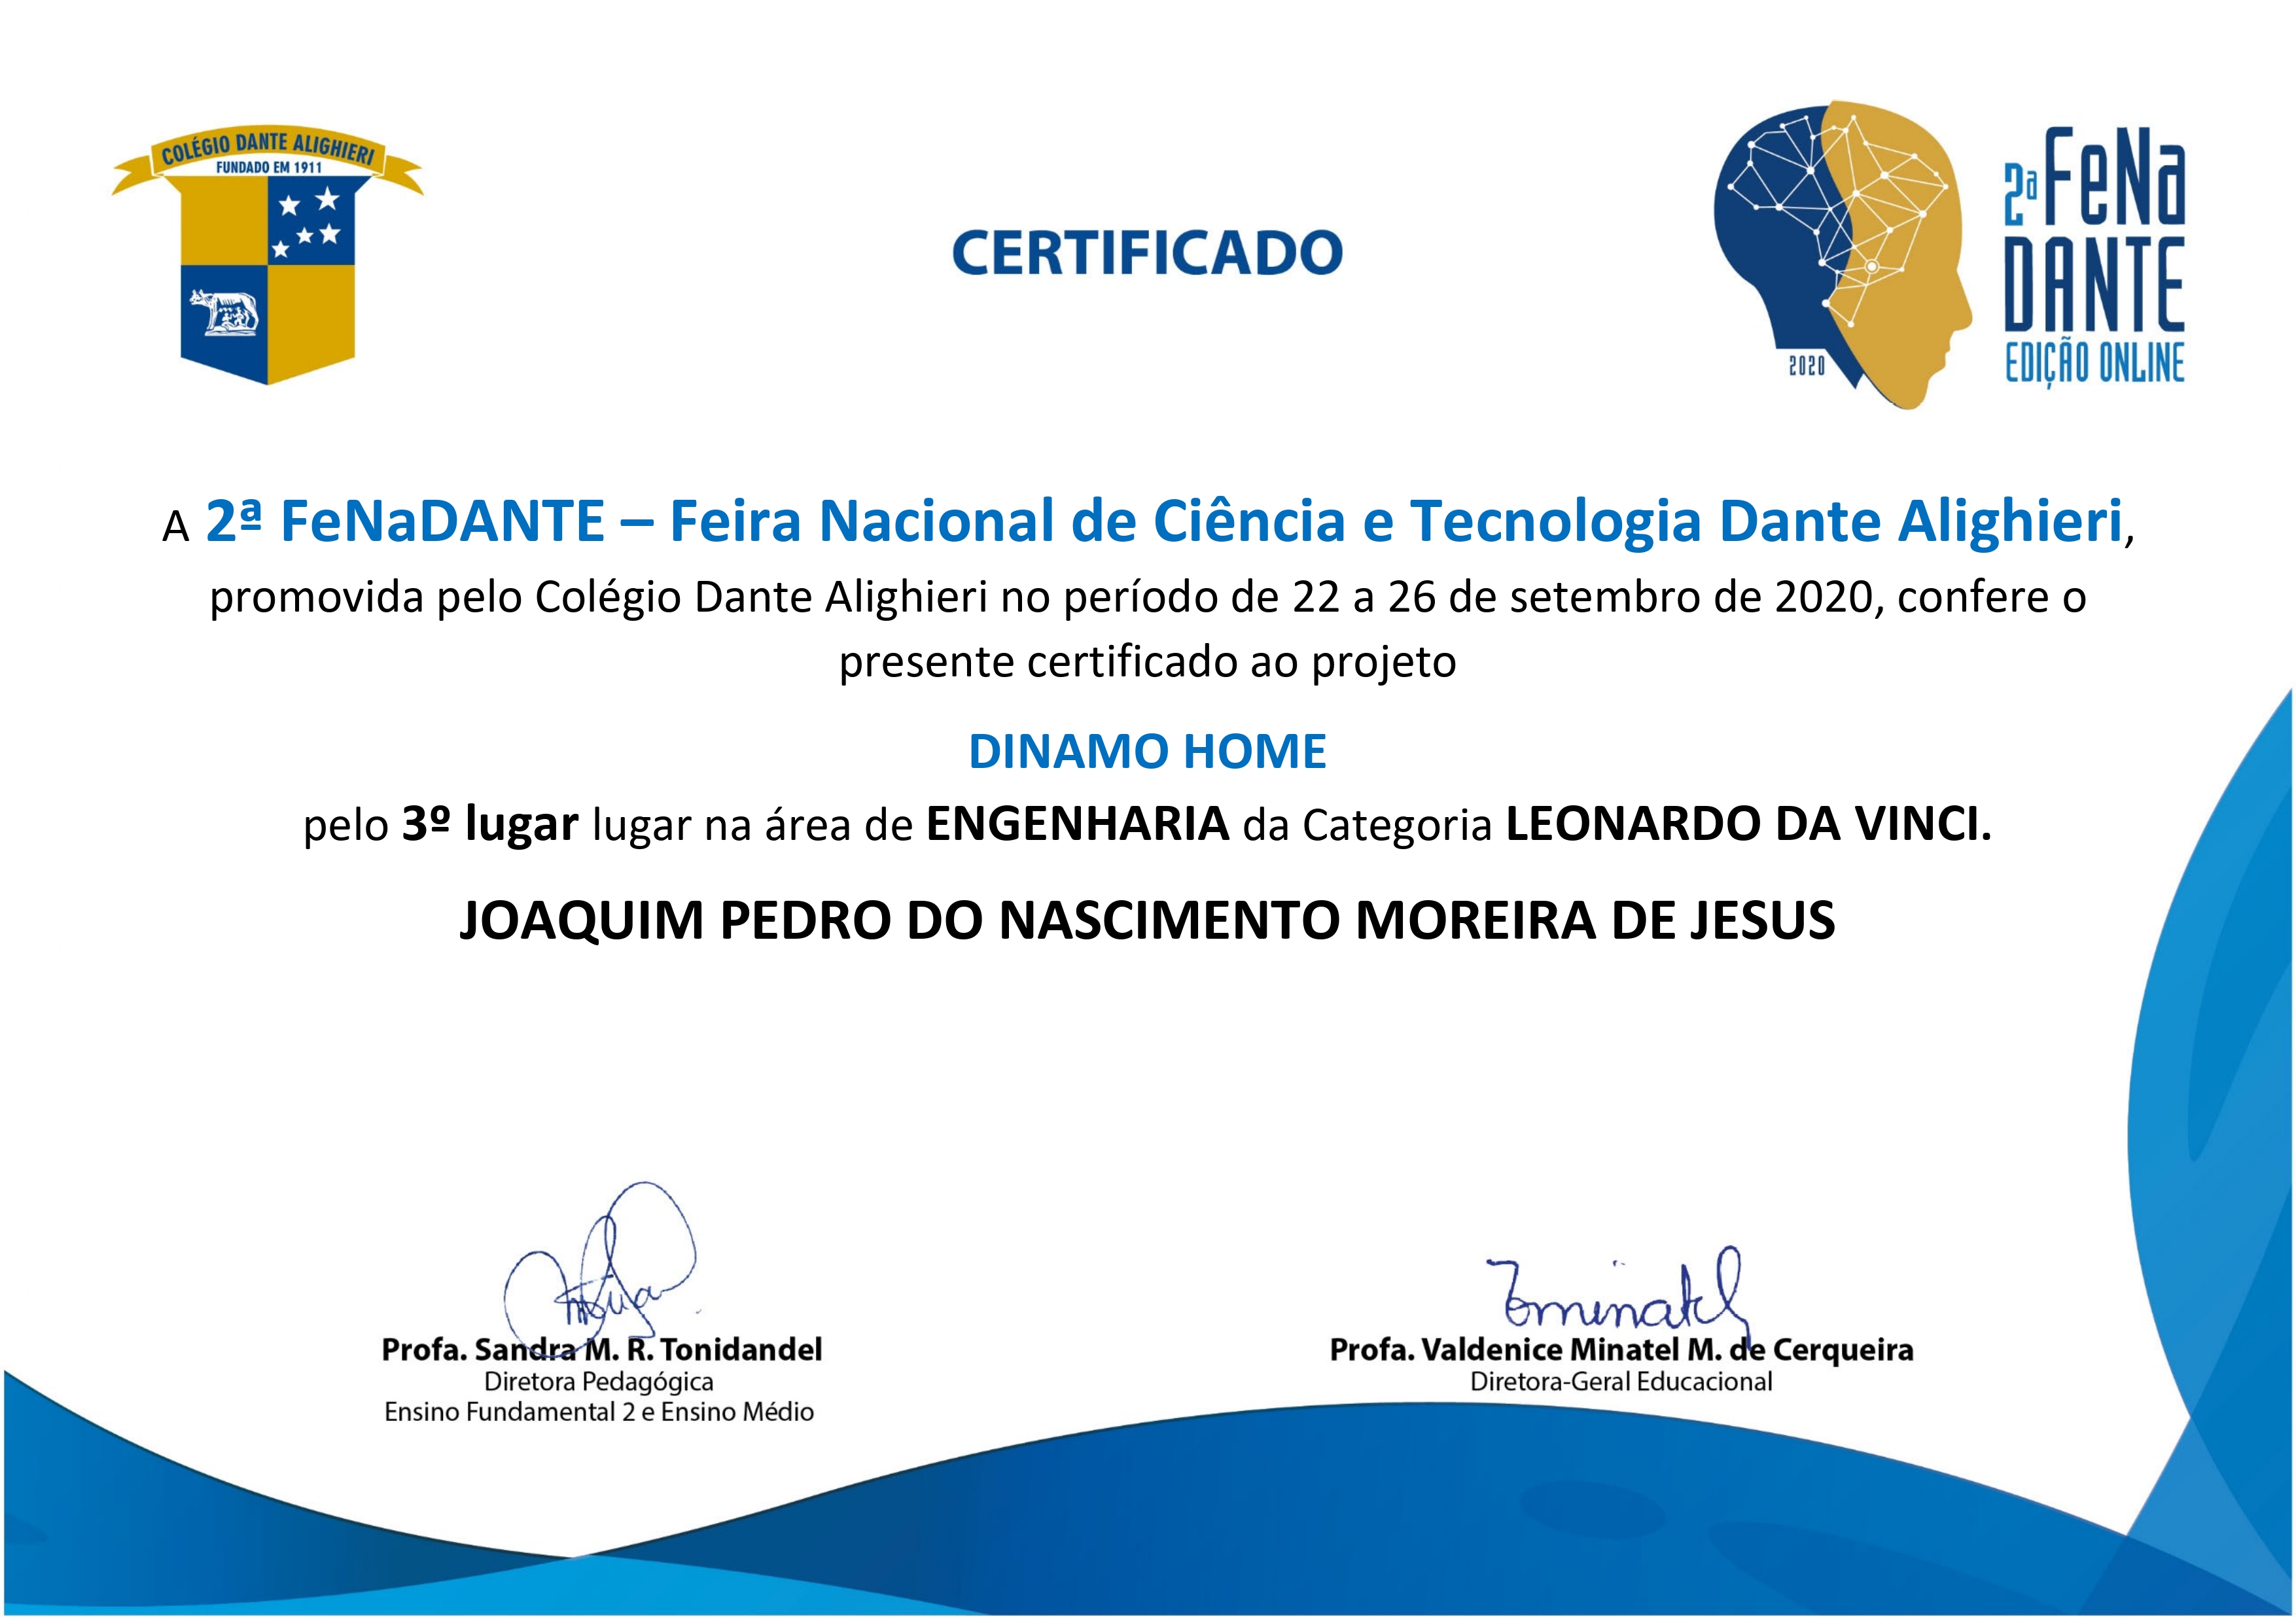 COLÉGIO DANTE ALIGHIERI
FUNDADO EM 1911
CERTIFICADO
2ª FeNa
DANTE
EDIÇÃO ONLINE
2020
A 2ª FeNaDANTE – Feira Nacional de Ciência e Tecnologia Dante Alighieri,
promovida pelo Colégio Dante Alighieri no período de 22 a 26 de setembro de 2020, confere o
presente certificado ao projeto
DINAMO HOME
pelo 3º lugar lugar na área de ENGENHARIA da Categoria LEONARDO DA VINCI.
JOAQUIM PEDRO DO NASCIMENTO MOREIRA DE JESUS
Profa. Sandra M. R. Tonidandel
Diretora Pedagógica
Ensino Fundamental 2 e Ensino Médio
Profa. Valdenice Minatel M. de Cerqueira
Diretora-Geral Educacional